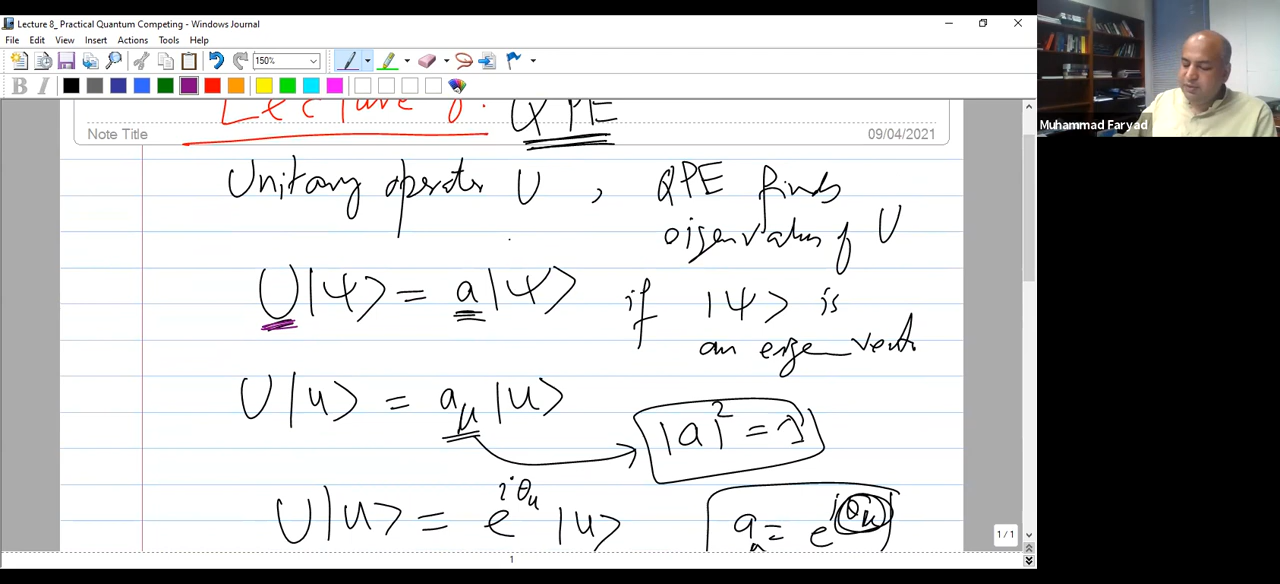 Lecture 8_ Practical Quantum Competing - Windows Journal
File Edit View Insert Actions Tools Help
150%
B I
Muhammad Faryad
Lecture 8: QPE
Note Title 09/04/2021
Unitary operator U , QPE finds
eigenvalues of U
U|ψ> = a|ψ> if |ψ> is
an eigen vector
U|u> = a_u|u>
|a|² = 1
U|u> = e^{iθ_u} |u> a_u = e^{iθ_u}
1/1
1